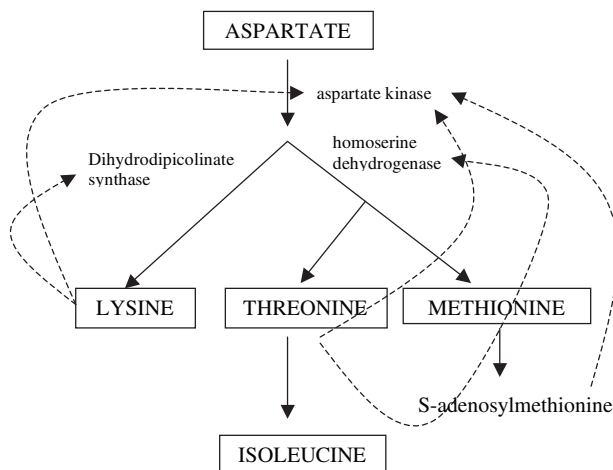 ASPARTATE
aspartate kinase
homoserine
dehydrogenase
Dihydrodipicolinate
synthase
LYSINE
THREONINE
METHIONINE
S-adenosylmethionine
ISOLEUCINE